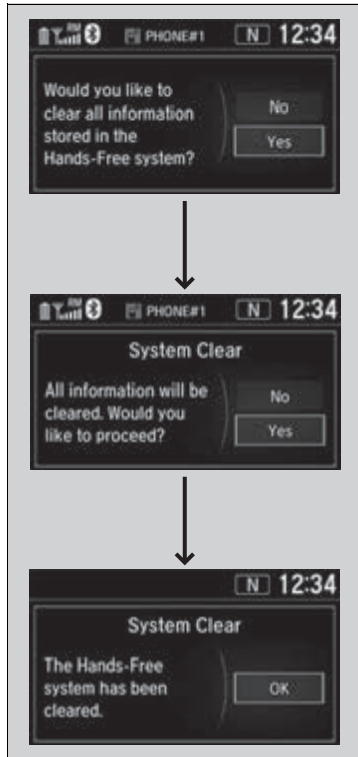 PHONE#1 N 12:34
Would you like to
clear all information
stored in the
Hands-Free system?
No
Yes
PHONE#1 N 12:34
System Clear
All information will be
cleared. Would you
like to proceed?
No
Yes
N 12:34
System Clear
The Hands-Free
system has been
cleared.
OK